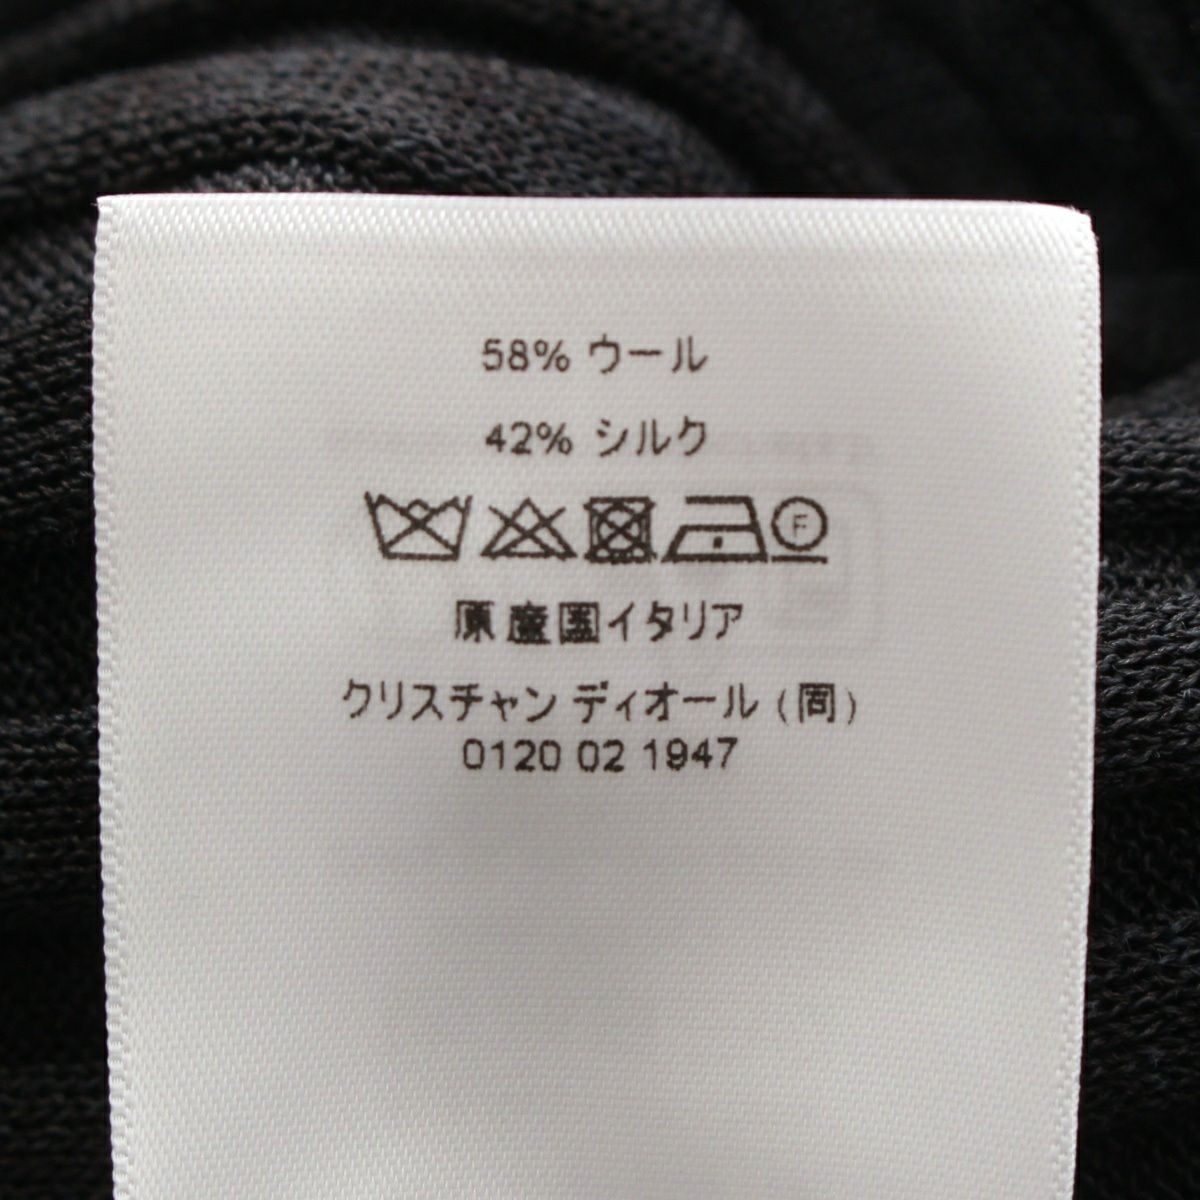 58% ウール
42% シルク
F
原産国イタリア
クリスチャン ディオール (同)
0120 02 1947